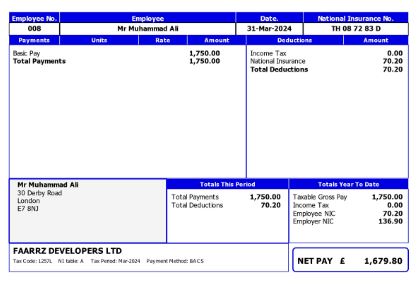 Employee No. Employee Date. National Insurance No.
008 Mr Muhammad Ali 31-Mar-2024 TH 08 72 83 D
Payments Units Rate Amount Deductions Amount
Basic Pay 1,750.00 Income Tax 0.00
Total Payments 1,750.00 National Insurance 70.20
Total Deductions 70.20
Mr Muhammad Ali
30 Derby Road
London
E7 8NJ
Totals This Period
Total Payments 1,750.00
Total Deductions 70.20
Totals Year To Date
Taxable Gross Pay 1,750.00
Income Tax 0.00
Employee NIC 70.20
Employer NIC 136.90
FAARRZ DEVELOPERS LTD
Tax Code: 1257L NI table: A Tax Period: Mar-2024 Payment Method: BACS
NET PAY £ 1,679.80